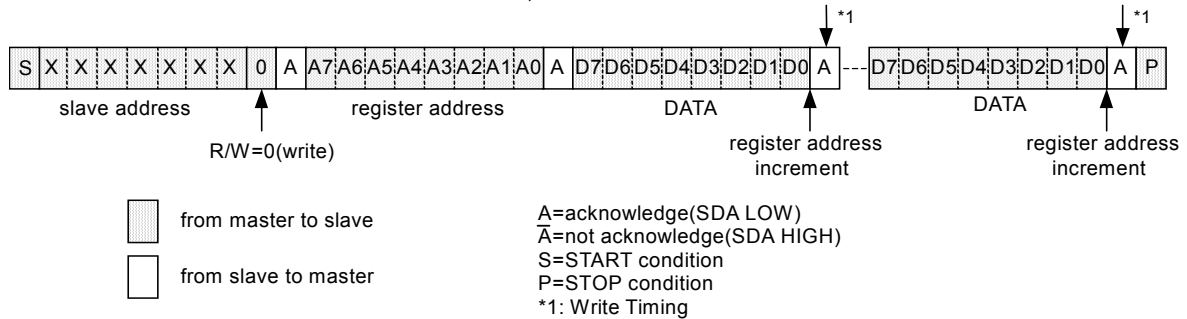 *1 *1
S X X X X X X X 0 A A7 A6 A5 A4 A3 A2 A1 A0 A D7 D6 D5 D4 D3 D2 D1 D0 A ---- D7 D6 D5 D4 D3 D2 D1 D0 A P
slave address register address DATA DATA
R/W=0(write)
register address
increment
register address
increment
from master to slave
from slave to master
A=acknowledge(SDA LOW)
A̅=not acknowledge(SDA HIGH)
S=START condition
P=STOP condition
*1: Write Timing